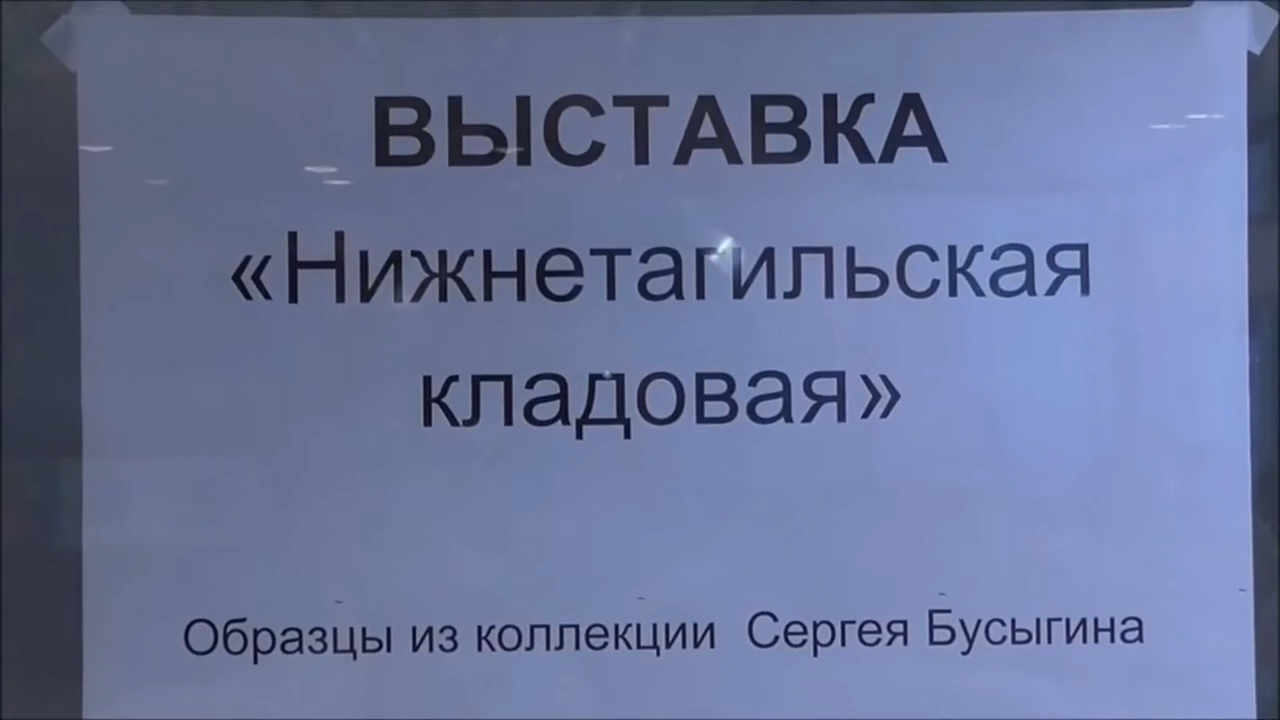 ВЫСТАВКА
«Нижнетагильская
кладовая»
Образцы из коллекции Сергея Бусыгина